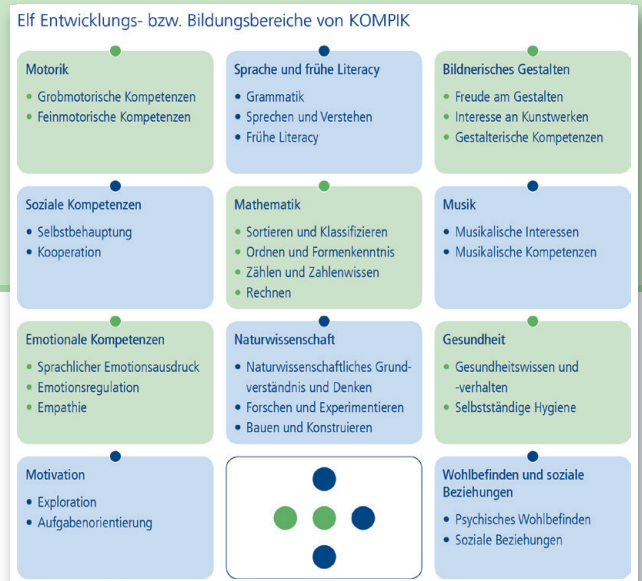 Elf Entwicklungs- bzw. Bildungsbereiche von KOMPIK
Motorik
• Grobmotorische Kompetenzen
• Feinmotorische Kompetenzen
Sprache und frühe Literacy
• Grammatik
• Sprechen und Verstehen
• Frühe Literacy
Bildnerisches Gestalten
• Freude am Gestalten
• Interesse an Kunstwerken
• Gestalterische Kompetenzen
Soziale Kompetenzen
• Selbstbehauptung
• Kooperation
Mathematik
• Sortieren und Klassifizieren
• Ordnen und Formenkenntnis
• Zählen und Zahlenwissen
• Rechnen
Musik
• Musikalische Interessen
• Musikalische Kompetenzen
Emotionale Kompetenzen
• Sprachlicher Emotionsausdruck
• Emotionsregulation
• Empathie
Naturwissenschaft
• Naturwissenschaftliches Grund-
verständnis und Denken
• Forschen und Experimentieren
• Bauen und Konstruieren
Gesundheit
• Gesundheitswissen und
-verhalten
• Selbstständige Hygiene
Motivation
• Exploration
• Aufgabenorientierung
Wohlbefinden und soziale
Beziehungen
• Psychisches Wohlbefinden
• Soziale Beziehungen